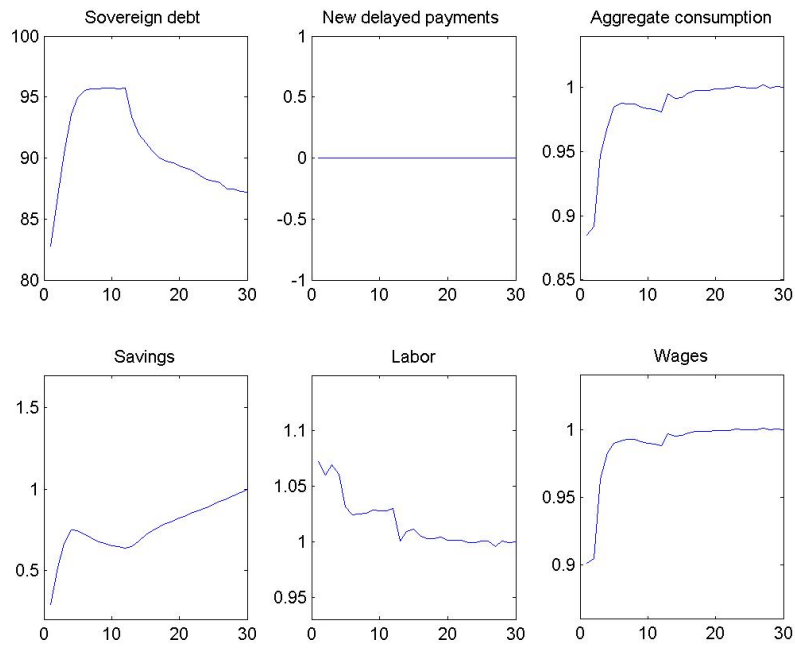 Sovereign debt
New delayed payments
Aggregate consumption
100
95
90
85
80
0 10 20 30
1
0.5
0
-0.5
-1
0 10 20 30
1
0.95
0.9
0.85
0 10 20 30
Savings
Labor
Wages
1.5
1
0.5
0 10 20 30
1.1
1.05
1
0.95
0 10 20 30
1
0.95
0.9
0 10 20 30